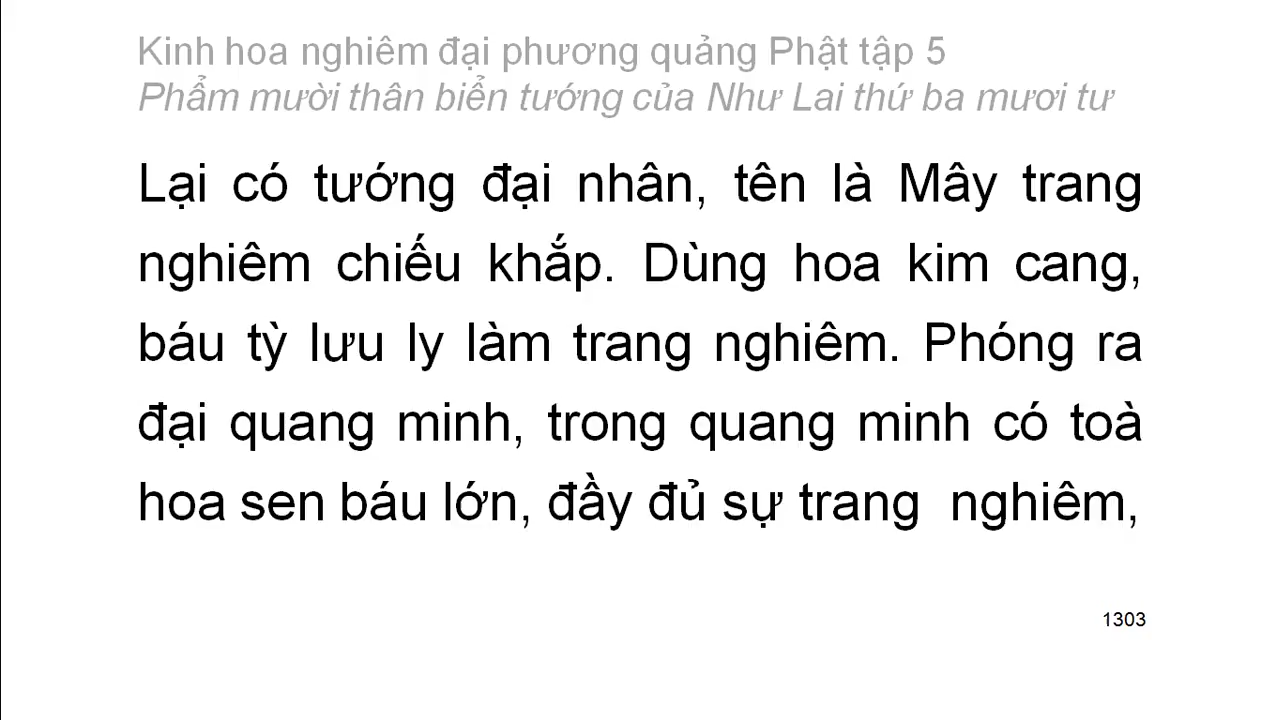 Kinh hoa nghiêm đại phương quảng Phật tập 5
Phẩm mười thân biển tướng của Như Lai thứ ba mươi tư
Lại có tướng đại nhân, tên là Mây trang
nghiêm chiếu khắp. Dùng hoa kim cang,
báu tỳ lưu ly làm trang nghiêm. Phóng ra
đại quang minh, trong quang minh có toà
hoa sen báu lớn, đầy đủ sự trang nghiêm,
1303